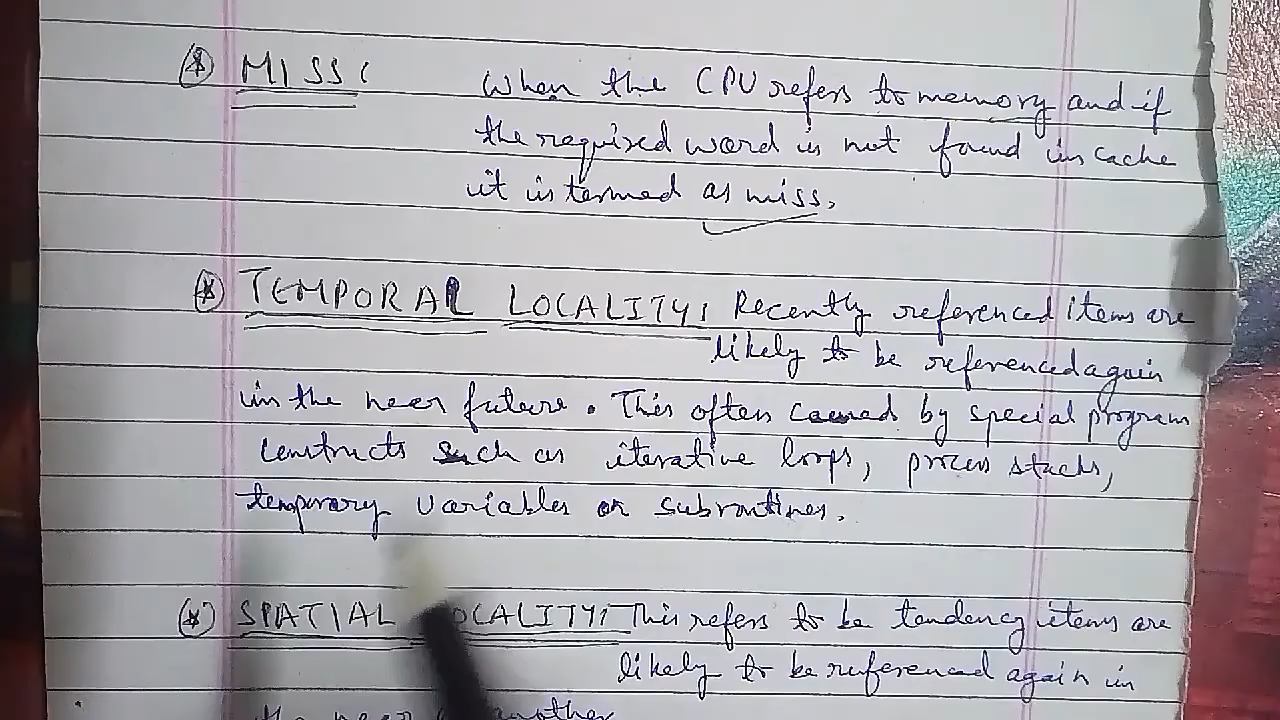 (*) MISS: When the CPU refers to memory and if
the required word is not found in cache
it is termed as miss.
(*) TEMPORAL LOCALITY: Recently referenced items are
likely to be referenced again
in the near future. This often caused by special program
constructs such as iterative loops, process stacks,
temporary variables or subroutines.
(*) SPATIAL LOCALITY: This refers to be tendency items are
likely to be referenced again in
the near another